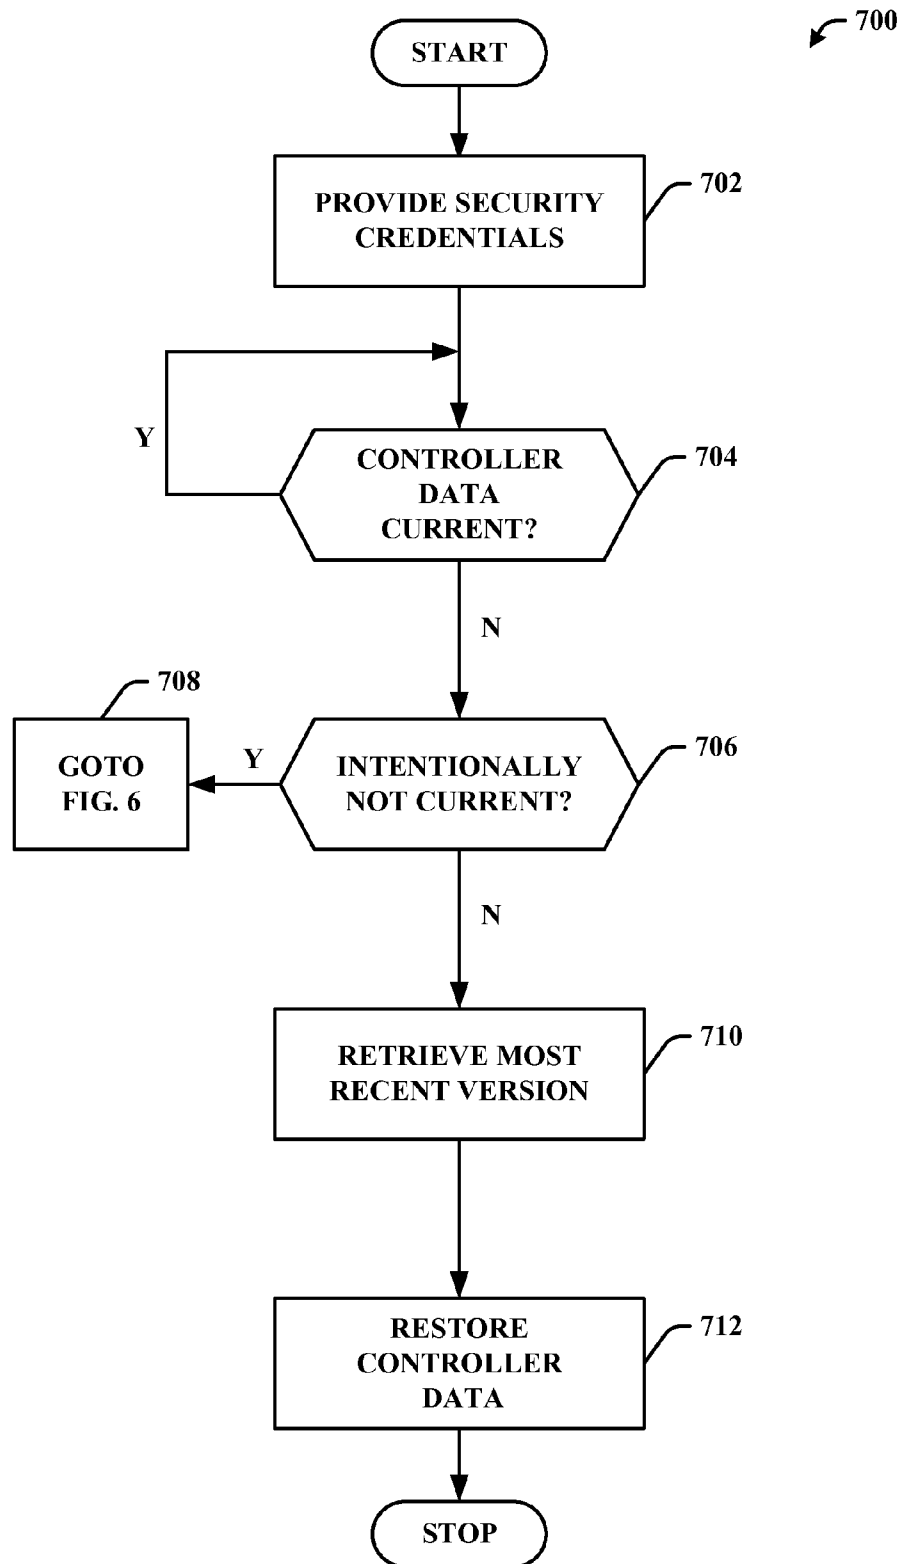 700
START
PROVIDE SECURITY
CREDENTIALS
702
Y
CONTROLLER
DATA
CURRENT?
704
N
708
GOTO
FIG. 6
Y
INTENTIONALLY
NOT CURRENT?
706
N
RETRIEVE MOST
RECENT VERSION
710
RESTORE
CONTROLLER
DATA
712
STOP